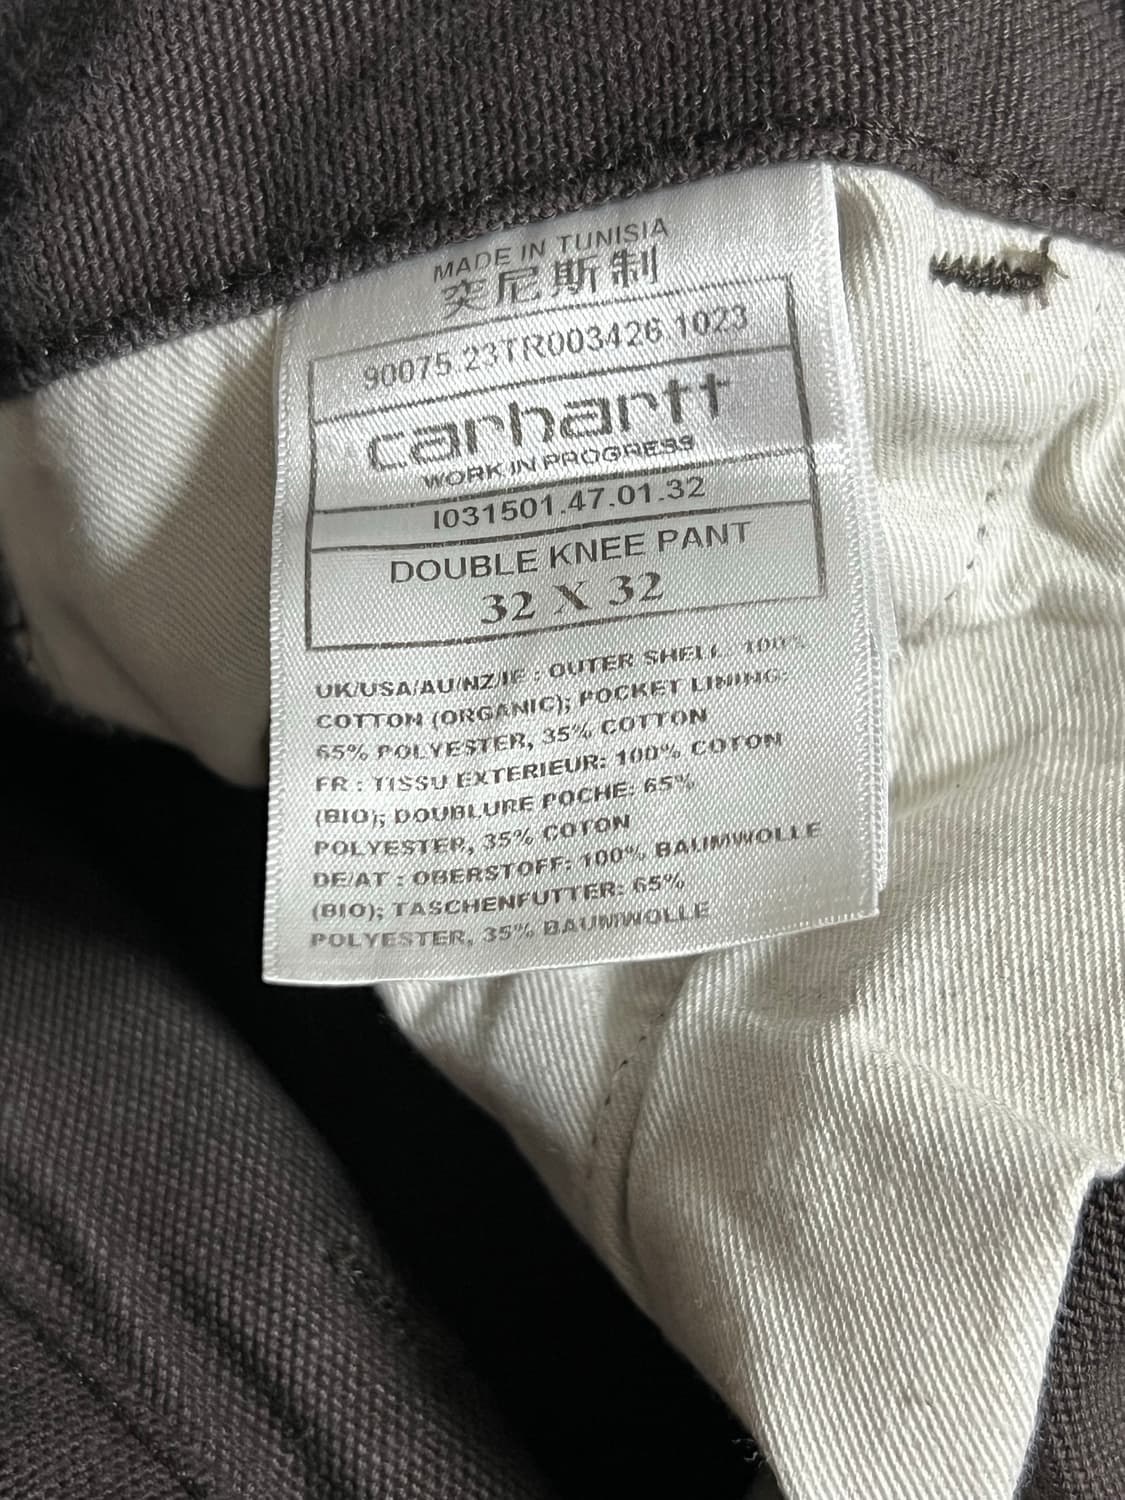 MADE IN TUNISIA
突尼斯制
90075 23TR003426 1023
carhartt
WORK IN PROGRESS
I031501.47.01.32
DOUBLE KNEE PANT
32 X 32
UK/USA/AU/NZ/IE : OUTER SHELL: 100%
COTTON (ORGANIC); POCKET LINING:
65% POLYESTER, 35% COTTON
FR : TISSU EXTERIEUR: 100% COTON
(BIO); DOUBLURE POCHE: 65%
POLYESTER, 35% COTON
DE/AT : OBERSTOFF: 100% BAUMWOLLE
(BIO); TASCHENFUTTER: 65%
POLYESTER, 35% BAUMWOLLE